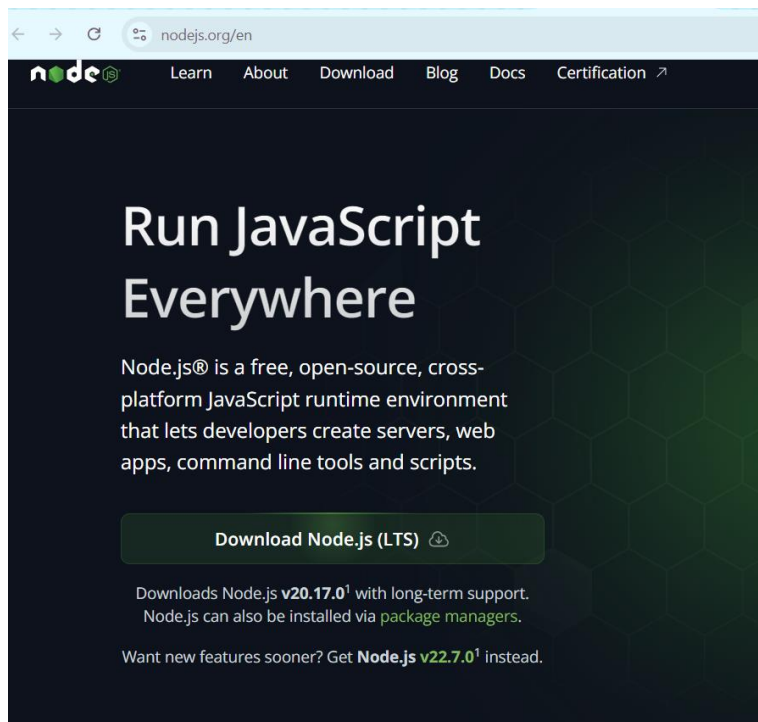 nodejs.org/en
node JS
Learn About Download Blog Docs Certification ↗
Run JavaScript
Everywhere
Node.js® is a free, open-source, cross-
platform JavaScript runtime environment
that lets developers create servers, web
apps, command line tools and scripts.
Download Node.js (LTS)
Downloads Node.js v20.17.0¹ with long-term support.
Node.js can also be installed via package managers.
Want new features sooner? Get Node.js v22.7.0¹ instead.